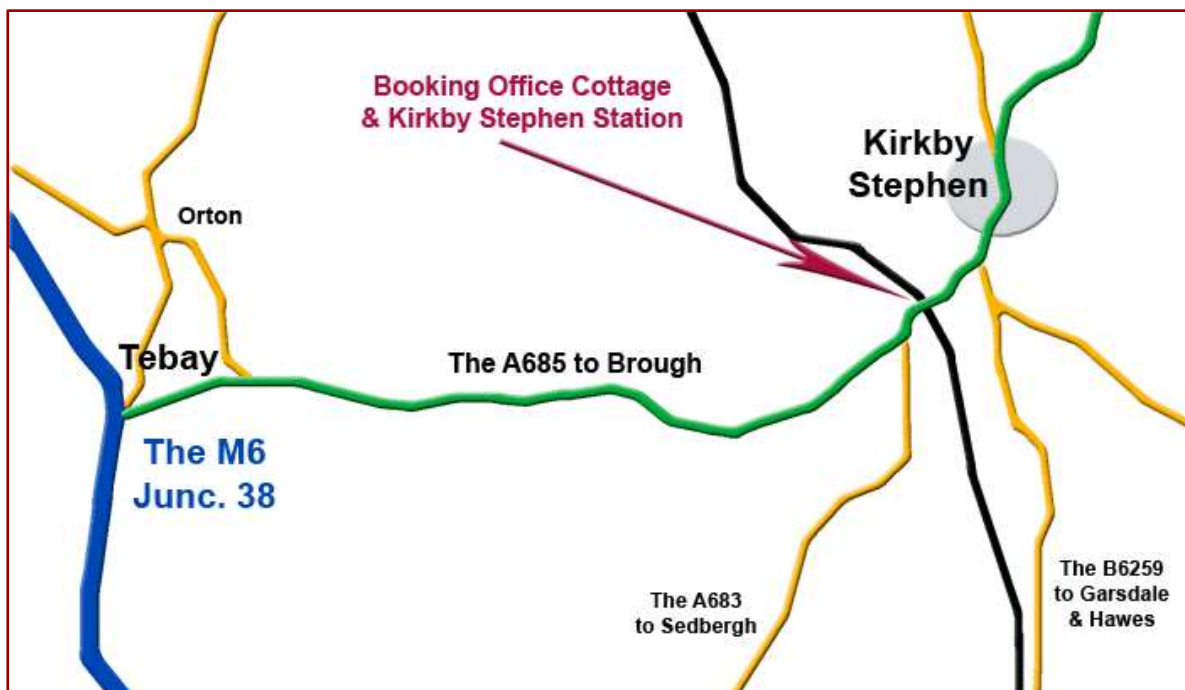 Booking Office Cottage
& Kirkby Stephen Station
Kirkby
Stephen
Orton
Tebay
The A685 to Brough
The M6
Junc. 38
The A683
to Sedbergh
The B6259
to Garsdale
& Hawes